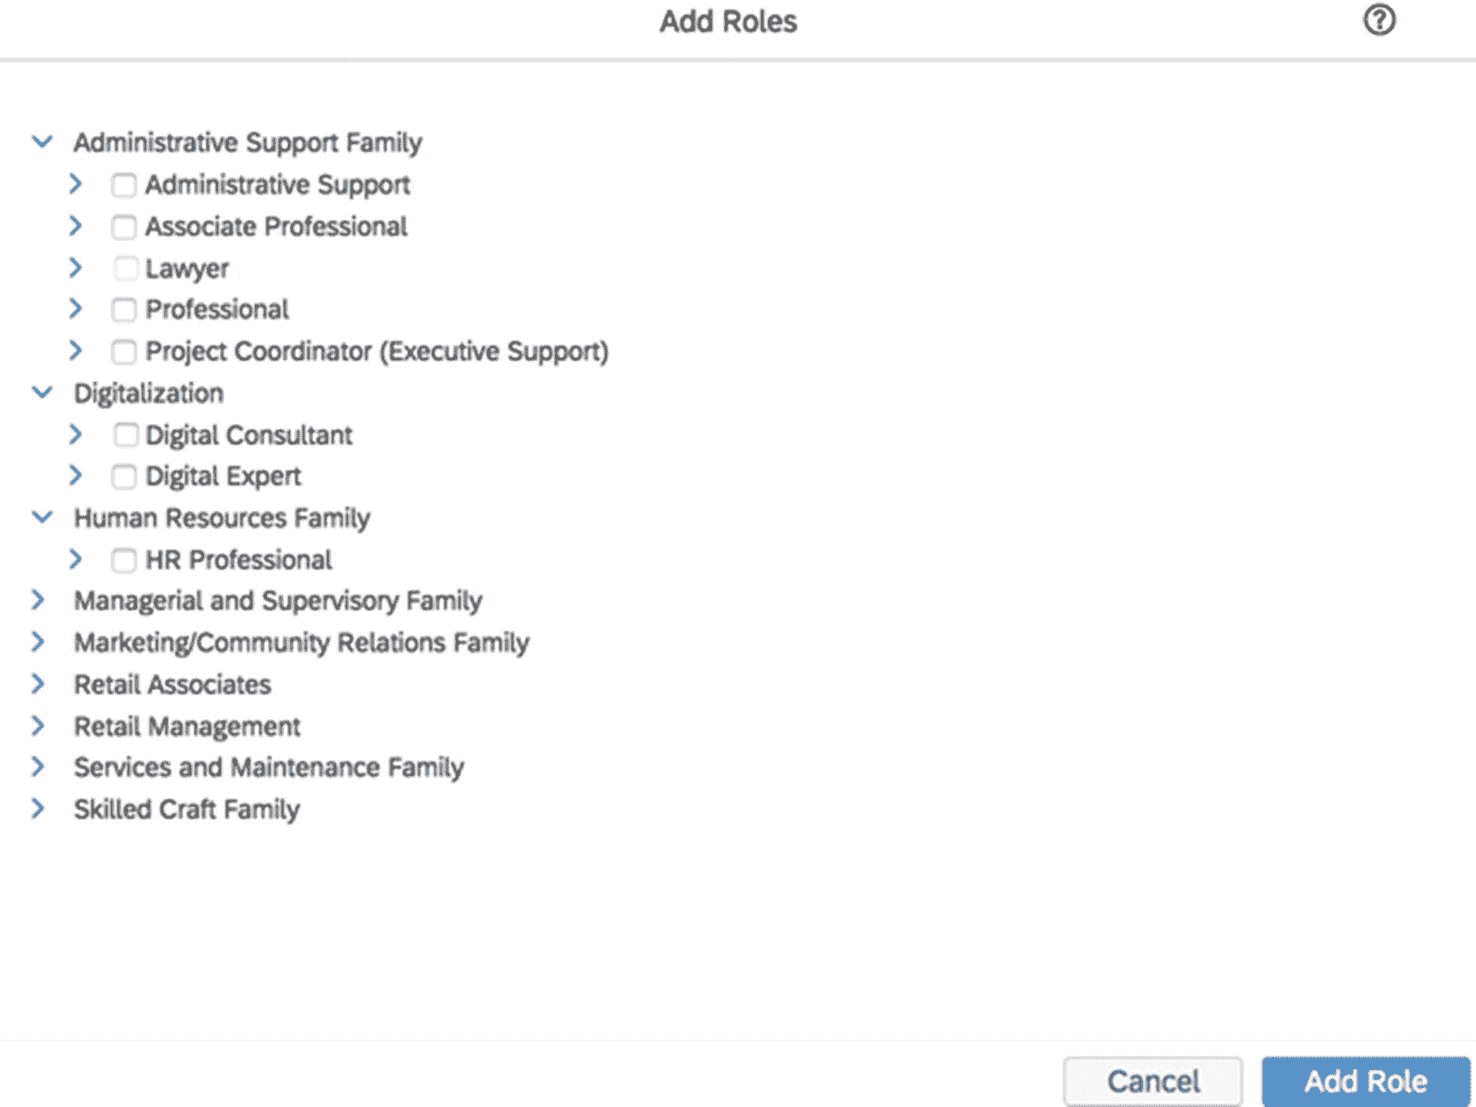 Add Roles
Administrative Support Family
Administrative Support
Associate Professional
Lawyer
Professional
Project Coordinator (Executive Support)
Digitalization
Digital Consultant
Digital Expert
Human Resources Family
HR Professional
Managerial and Supervisory Family
Marketing/Community Relations Family
Retail Associates
Retail Management
Services and Maintenance Family
Skilled Craft Family
Cancel Add Role